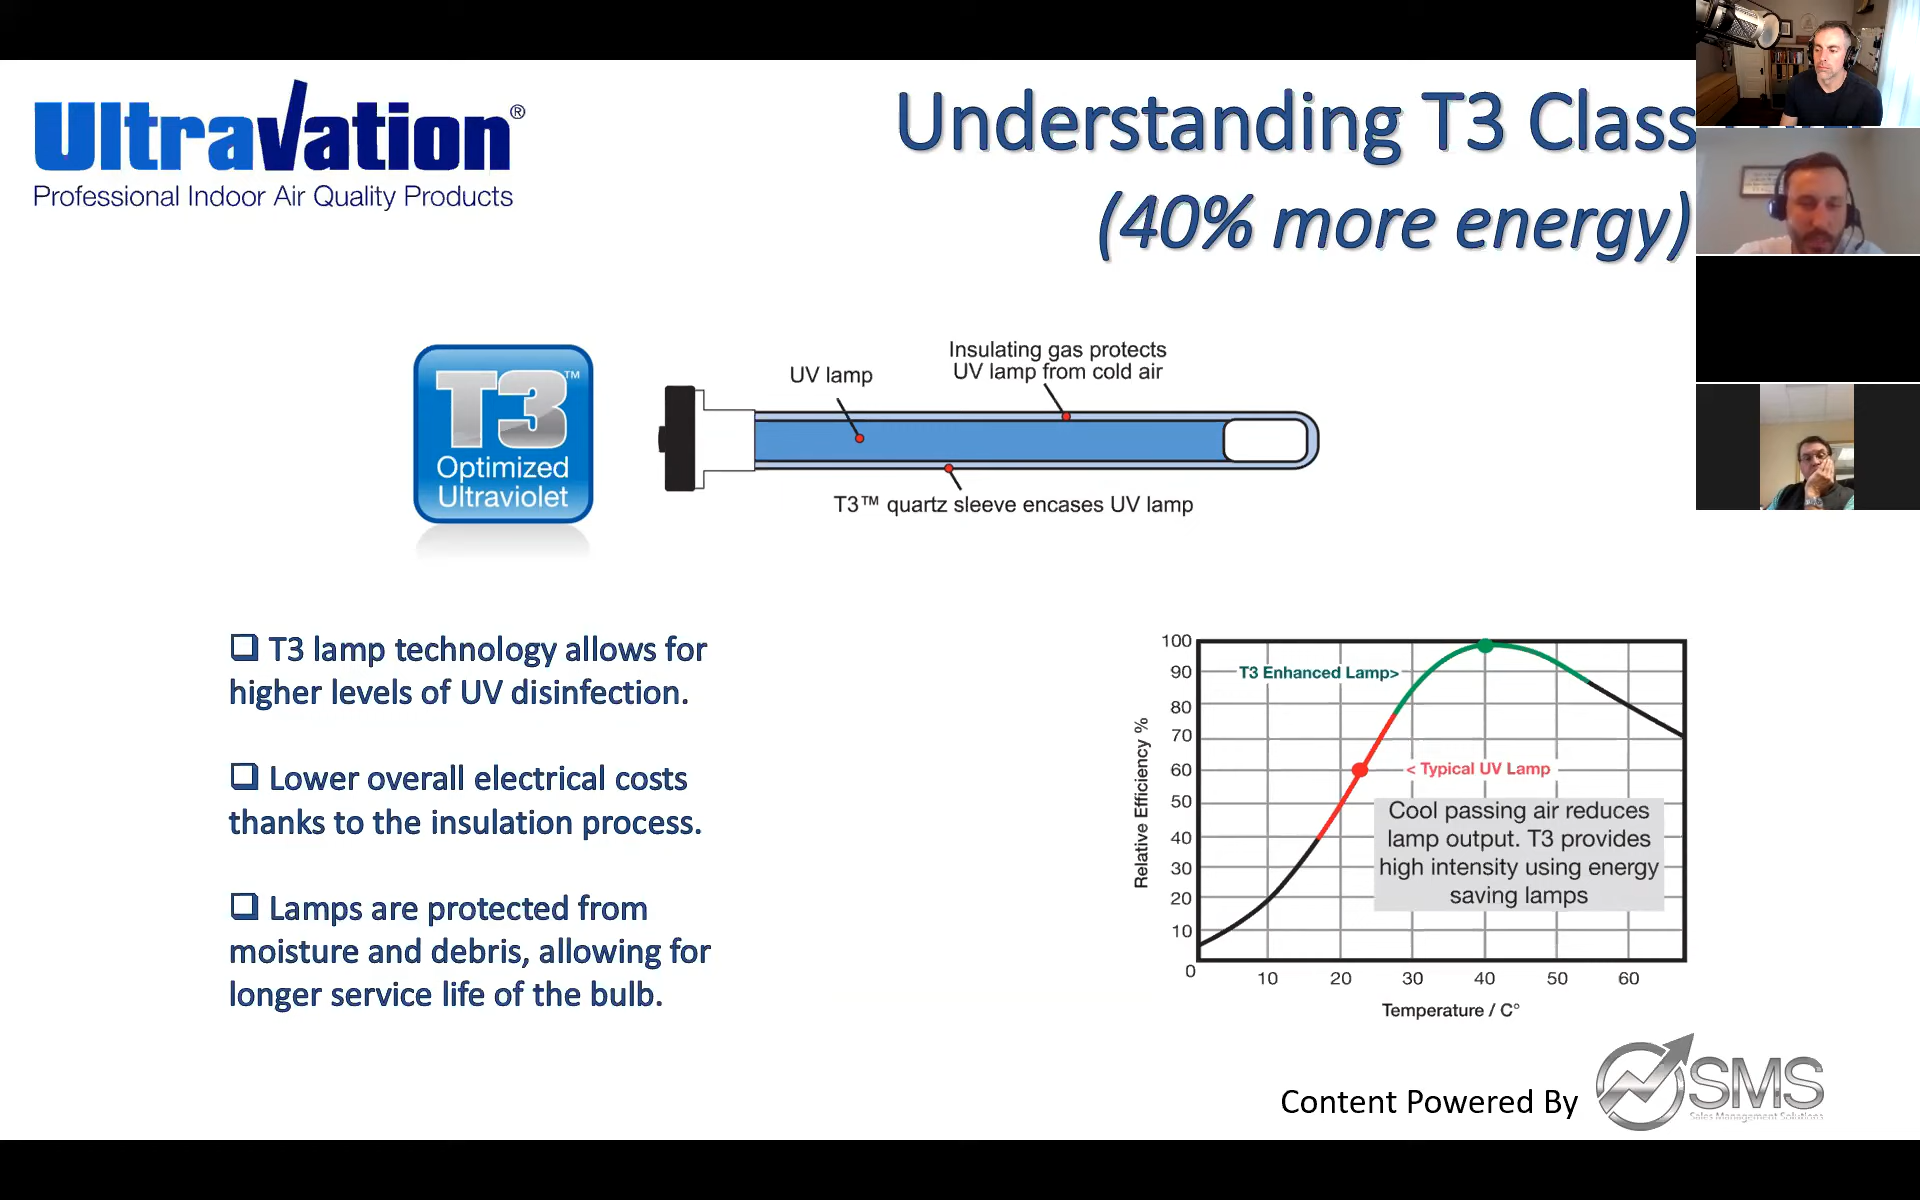 Ultravation®
Professional Indoor Air Quality Products
Understanding T3 Class
(40% more energy)
T3™
Optimized
Ultraviolet
UV lamp
Insulating gas protects
UV lamp from cold air
T3™ quartz sleeve encases UV lamp
❑ T3 lamp technology allows for
higher levels of UV disinfection.
❑ Lower overall electrical costs
thanks to the insulation process.
❑ Lamps are protected from
moisture and debris, allowing for
longer service life of the bulb.
Relative Efficiency %
100
90
80
70
60
50
40
30
20
10
0
T3 Enhanced Lamp>
< Typical UV Lamp
Cool passing air reduces
lamp output. T3 provides
high intensity using energy
saving lamps
10 20 30 40 50 60
Temperature / C°
Content Powered By
SMS
Sales Management Solutions